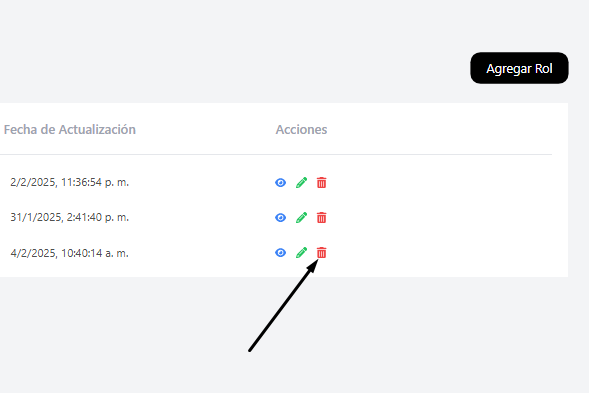 Agregar Rol
Fecha de Actualización Acciones
2/2/2025, 11:36:54 p. m.
31/1/2025, 2:41:40 p. m.
4/2/2025, 10:40:14 a. m.